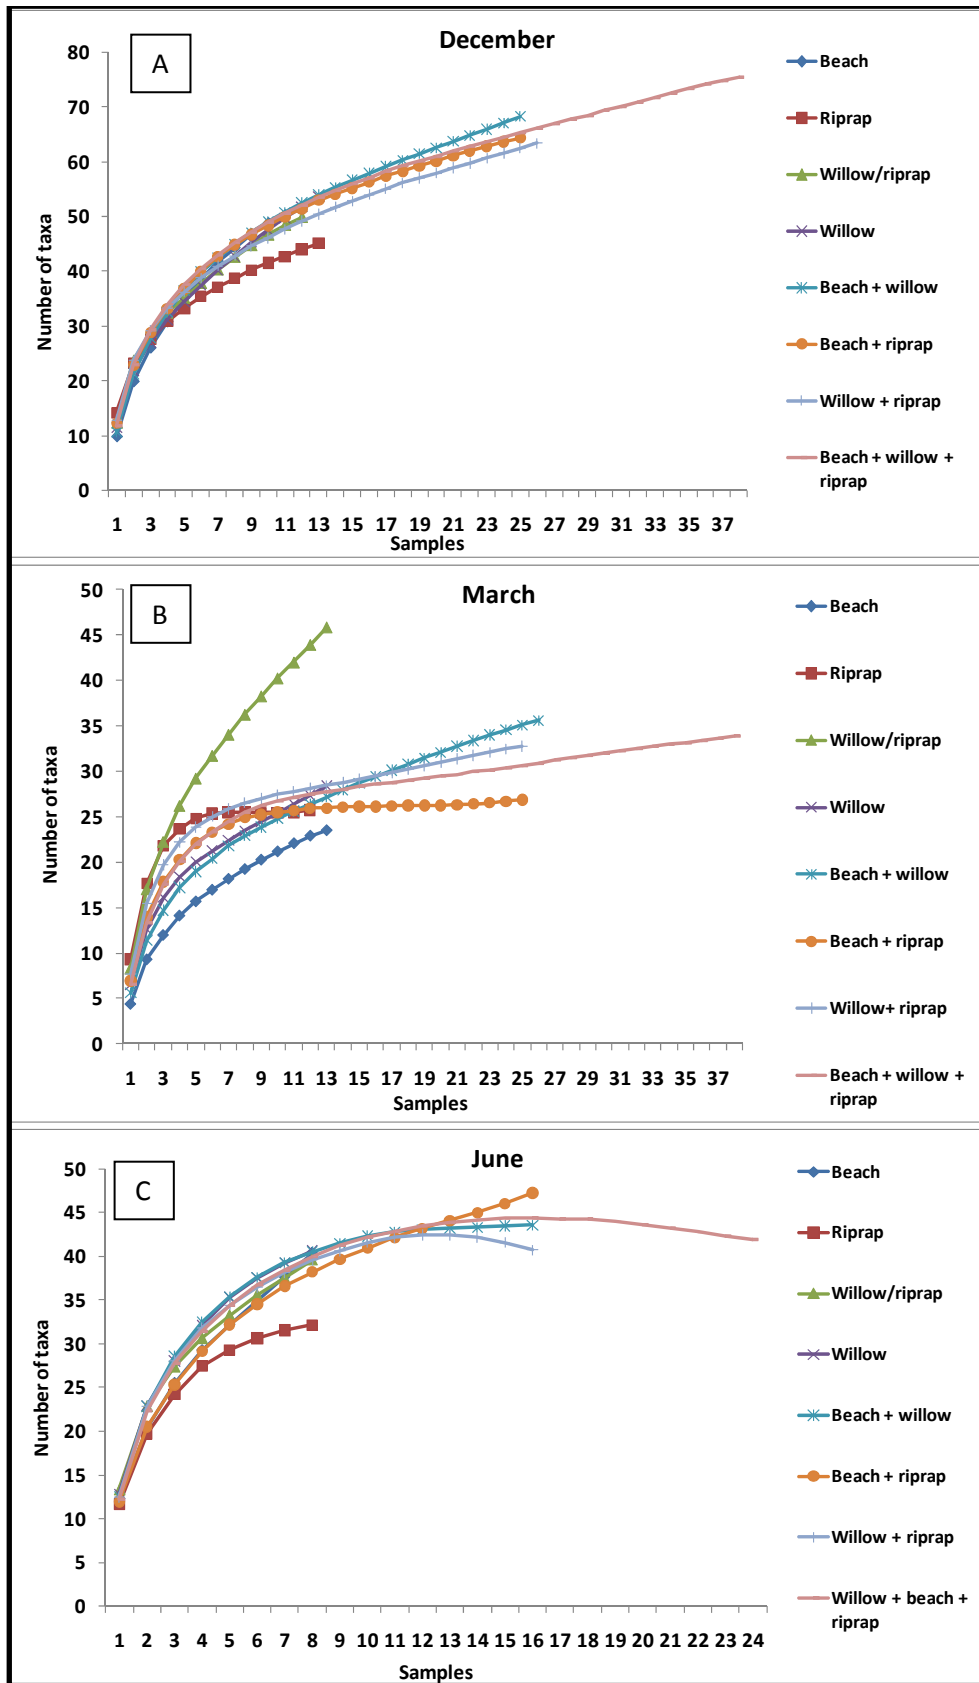 A
December
Number of taxa
80
70
60
50
40
30
20
10
0
1 3 5 7 9 11 13 15 17 19 21 23 25 27 29 31 33 35 37
Samples
Beach
Riprap
Willow/riprap
Willow
Beach + willow
Beach + riprap
Willow + riprap
Beach + willow +
riprap
B
March
Number of taxa
50
45
40
35
30
25
20
15
10
5
0
1 3 5 7 9 11 13 15 17 19 21 23 25 27 29 31 33 35 37
Samples
Beach
Riprap
Willow/riprap
Willow
Beach + willow
Beach + riprap
Willow+ riprap
Beach + willow +
riprap
C
June
Number of taxa
50
45
40
35
30
25
20
15
10
5
0
1 2 3 4 5 6 7 8 9 10 11 12 13 14 15 16 17 18 19 20 21 22 23 24
Samples
Beach
Riprap
Willow/riprap
Willow
Beach + willow
Beach + riprap
Willow + riprap
Willow + beach +
riprap